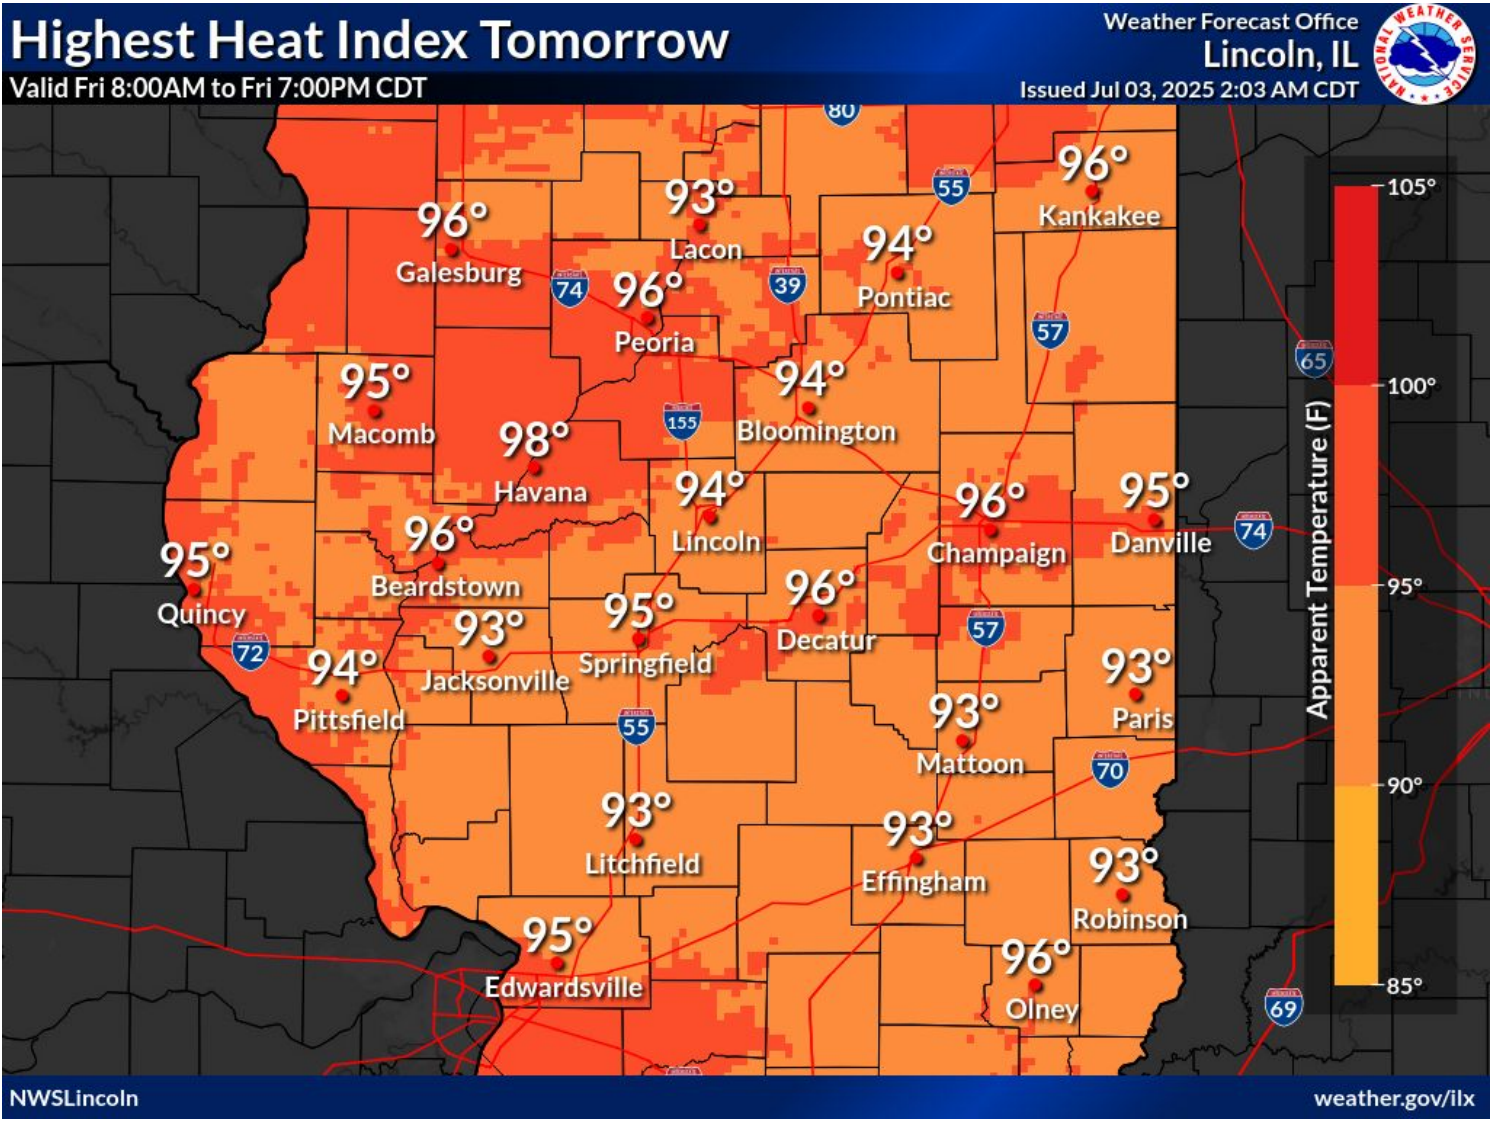 Highest Heat Index Tomorrow
Valid Fri 8:00AM to Fri 7:00PM CDT
Weather Forecast Office
Lincoln, IL
Issued Jul 03, 2025 2:03 AM CDT
NATIONAL WEATHER SERVICE
80
55
96°
Kankakee
93°
Lacon
96°
Galesburg
94°
Pontiac
74
96°
Peoria
39
57
65
105°
100°
95°
90°
85°
Apparent Temperature (F)
95°
Macomb
94°
Bloomington
155
98°
Havana
94°
Lincoln
96°
Champaign
95°
Danville
74
96°
Beardstown
95°
Quincy
96°
Decatur
95°
Springfield
93°
Jacksonville
57
72
94°
Pittsfield
93°
Paris
93°
Mattoon
55
70
93°
Litchfield
93°
Effingham
93°
Robinson
95°
Edwardsville
96°
Olney
69
NWSLincoln
weather.gov/ilx